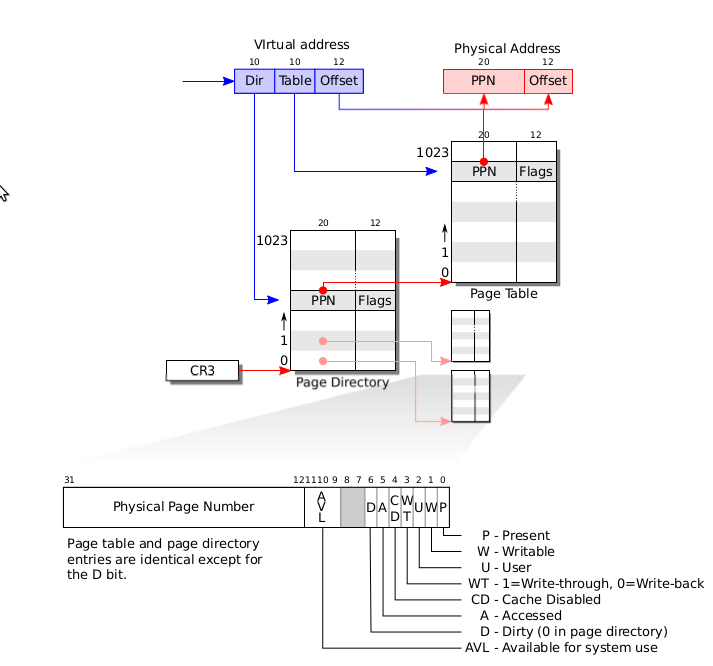 VIrtual address
Physical Address
10 10 12
20 12
Dir Table Offset
PPN Offset
20 12
1023
PPN Flags
1
0
Page Table
20 12
1023
PPN Flags
1
0
CR3
Page Directory
31 12 11 10 9 8 7 6 5 4 3 2 1 0
Physical Page Number
AVL
D A CD WT U W P
Page table and page directory
entries are identical except for
the D bit.
P - Present
W - Writable
U - User
WT - 1=Write-through, 0=Write-back
CD - Cache Disabled
A - Accessed
D - Dirty (0 in page directory)
AVL - Available for system use